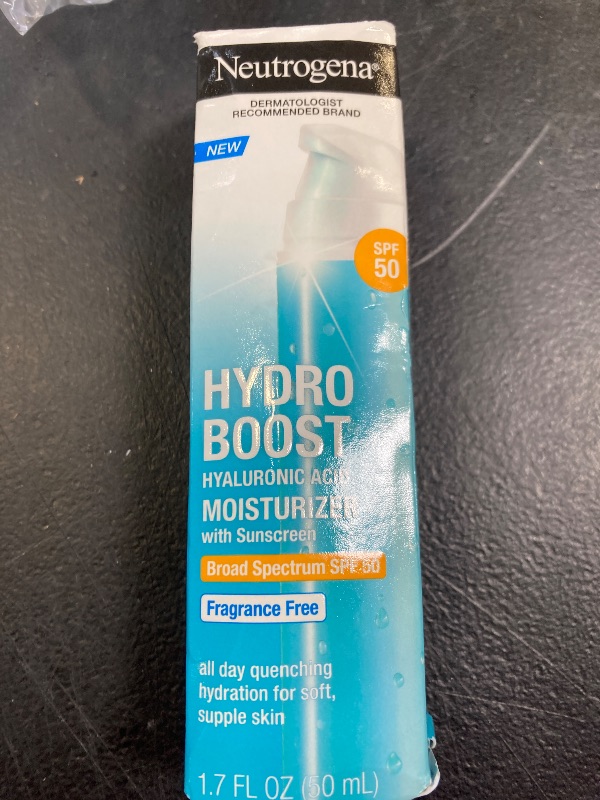 Neutrogena®
DERMATOLOGIST
RECOMMENDED BRAND
NEW
SPF
50
HYDRO
BOOST
HYALURONIC ACID
MOISTURIZER
with Sunscreen
Broad Spectrum SPF 50
Fragrance Free
all day quenching
hydration for soft,
supple skin
1.7 FL OZ (50 mL)